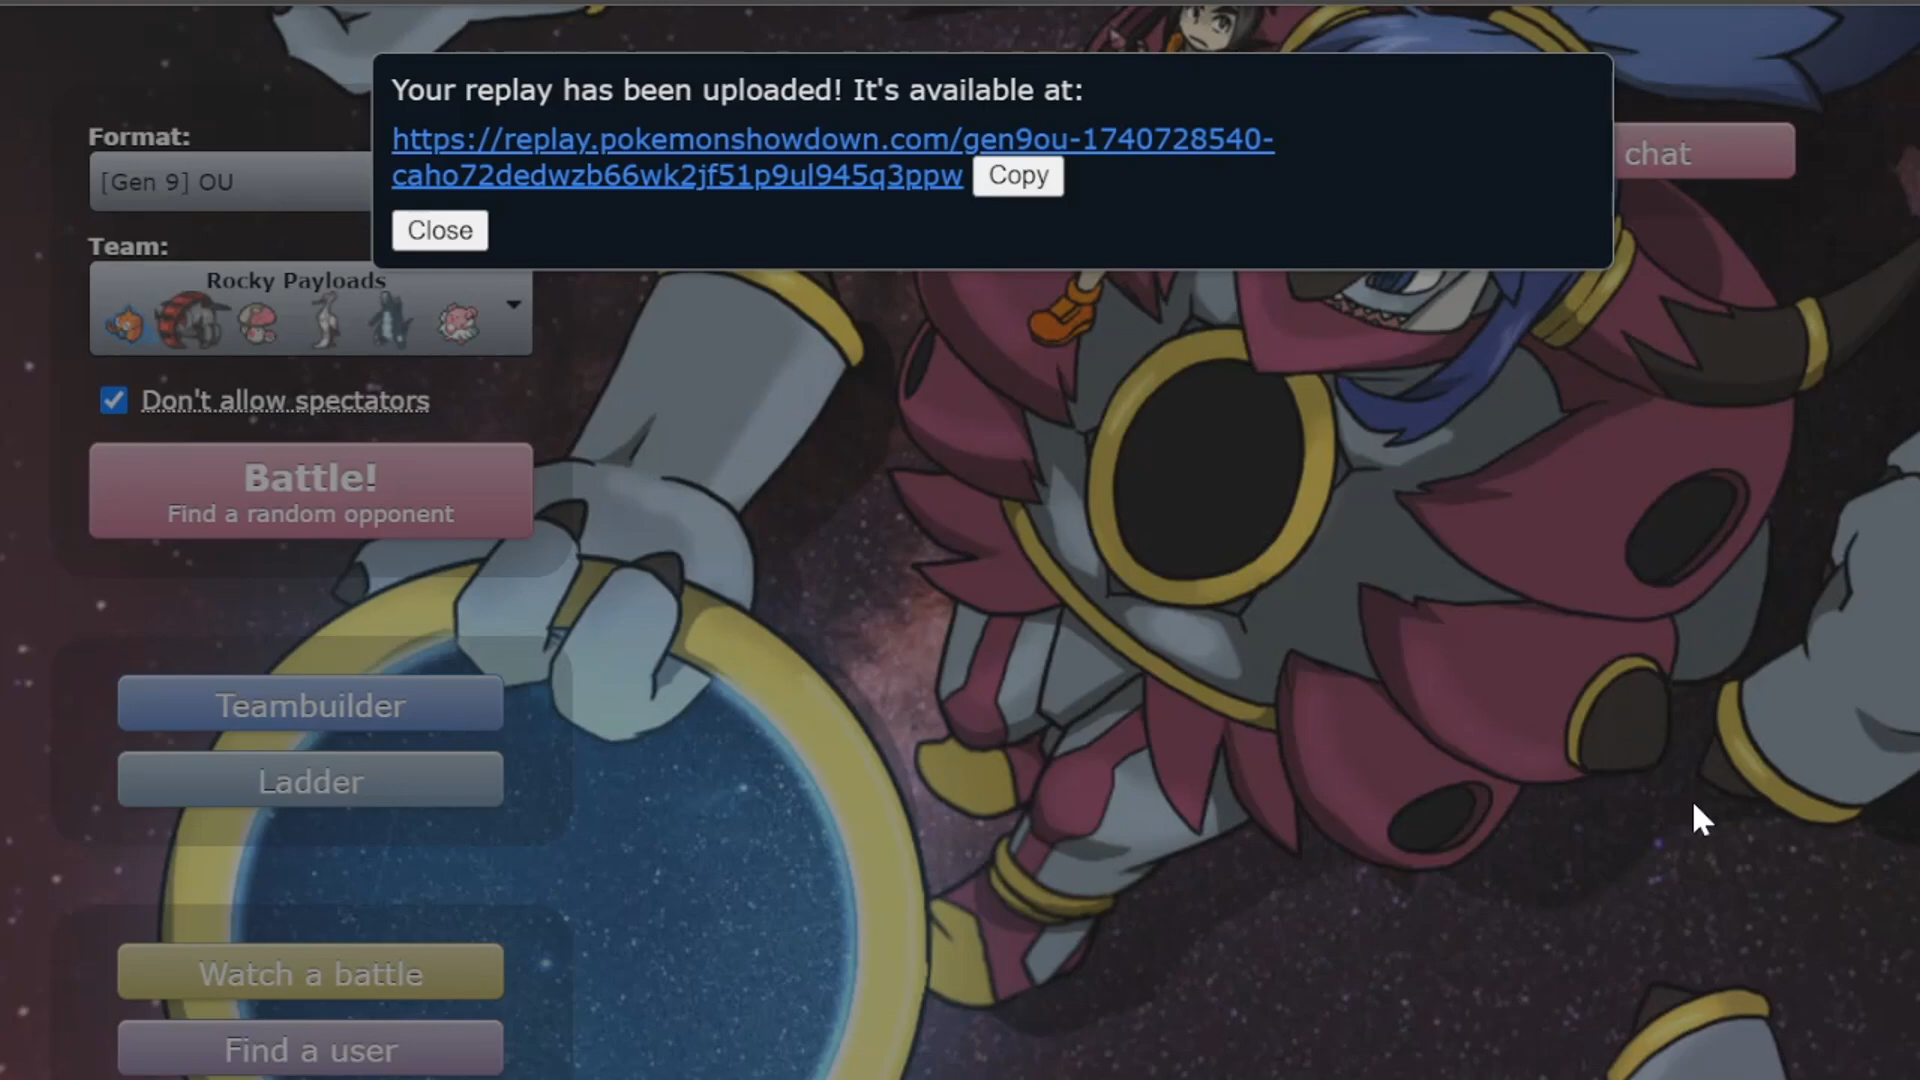 Your replay has been uploaded! It's available at:
https://replay.pokemonshowdown.com/gen9ou-1740728540-
caho72dedwzb66wk2jf51p9ul945q3ppw Copy
Close
Format:
[Gen 9] OU
chat
Team:
Rocky Payloads
Don't allow spectators
Battle!
Find a random opponent
Teambuilder
Ladder
Watch a battle
Find a user